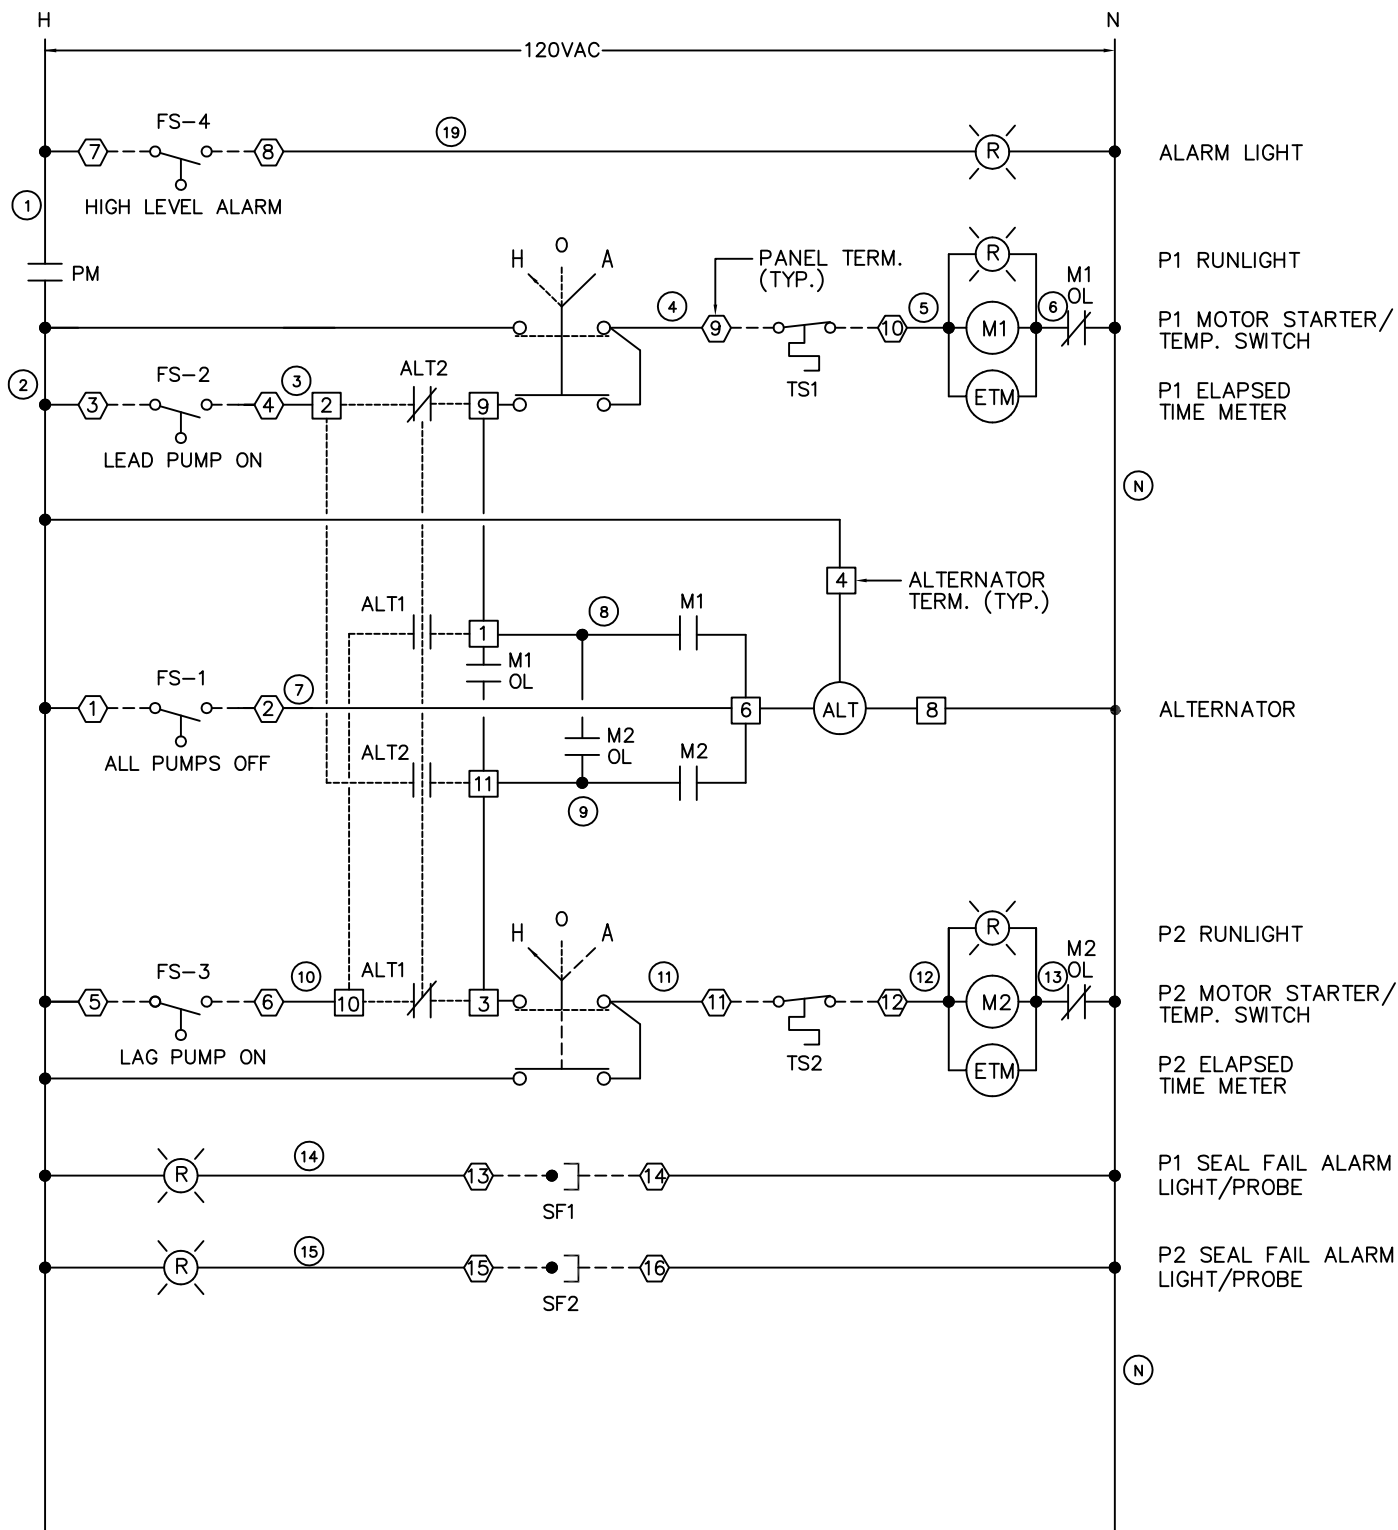 H N
120VAC
FS-4 19
7 8 R ALARM LIGHT
1 HIGH LEVEL ALARM
PM
H O A
PANEL TERM.
(TYP.)
R P1 RUNLIGHT
M1
OL
4 9 5 10 M1 6
TS1
P1 MOTOR STARTER/
TEMP. SWITCH
2 FS-2 3 ALT2
3 4 2 9
ETM P1 ELAPSED
TIME METER
LEAD PUMP ON
N
4 ALTERNATOR
TERM. (TYP.)
ALT1 8 M1
1
M1
OL
FS-1 7
1 2 6 ALT 8 ALTERNATOR
ALL PUMPS OFF
ALT2 M2
OL
M2
11
9
H O A
R P2 RUNLIGHT
M2
OL
FS-3 10 ALT1 11 12 13
5 6 10 3 11 12 M2
P2 MOTOR STARTER/
TEMP. SWITCH
LAG PUMP ON TS2
ETM P2 ELAPSED
TIME METER
14
R 13 14 P1 SEAL FAIL ALARM
LIGHT/PROBE
SF1
15
R 15 16 P2 SEAL FAIL ALARM
LIGHT/PROBE
SF2
N